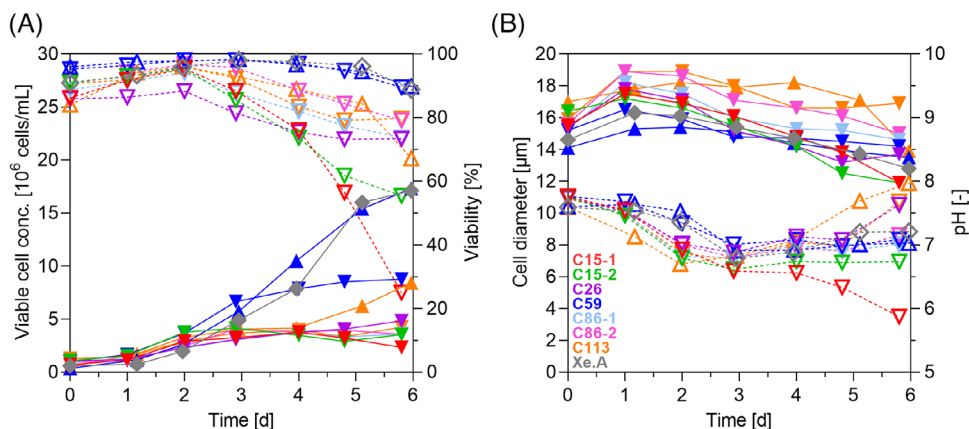 (A)
Viable cell conc. [10⁶ cells/mL]
30
25
20
15
10
5
0
100
80
60
40
20
0
Viability [%]
0 1 2 3 4 5 6
Time [d]
(B)
Cell diameter [µm]
20
18
16
14
12
10
8
6
4
2
0
C15-1
C15-2
C26
C59
C86-1
C86-2
C113
Xe.A
10
9
8
7
6
5
pH [-]
0 1 2 3 4 5 6
Time [d]